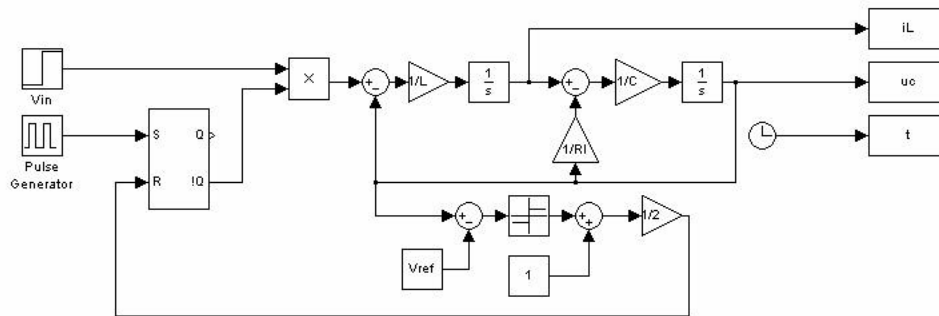 iL
Vin
×
+
−
1/L
1
s
+
−
1/C
1
s
uc
Pulse
Generator
S
Q
R
!Q
1/Rl
t
+
−
+
+
1/2
Vref
1